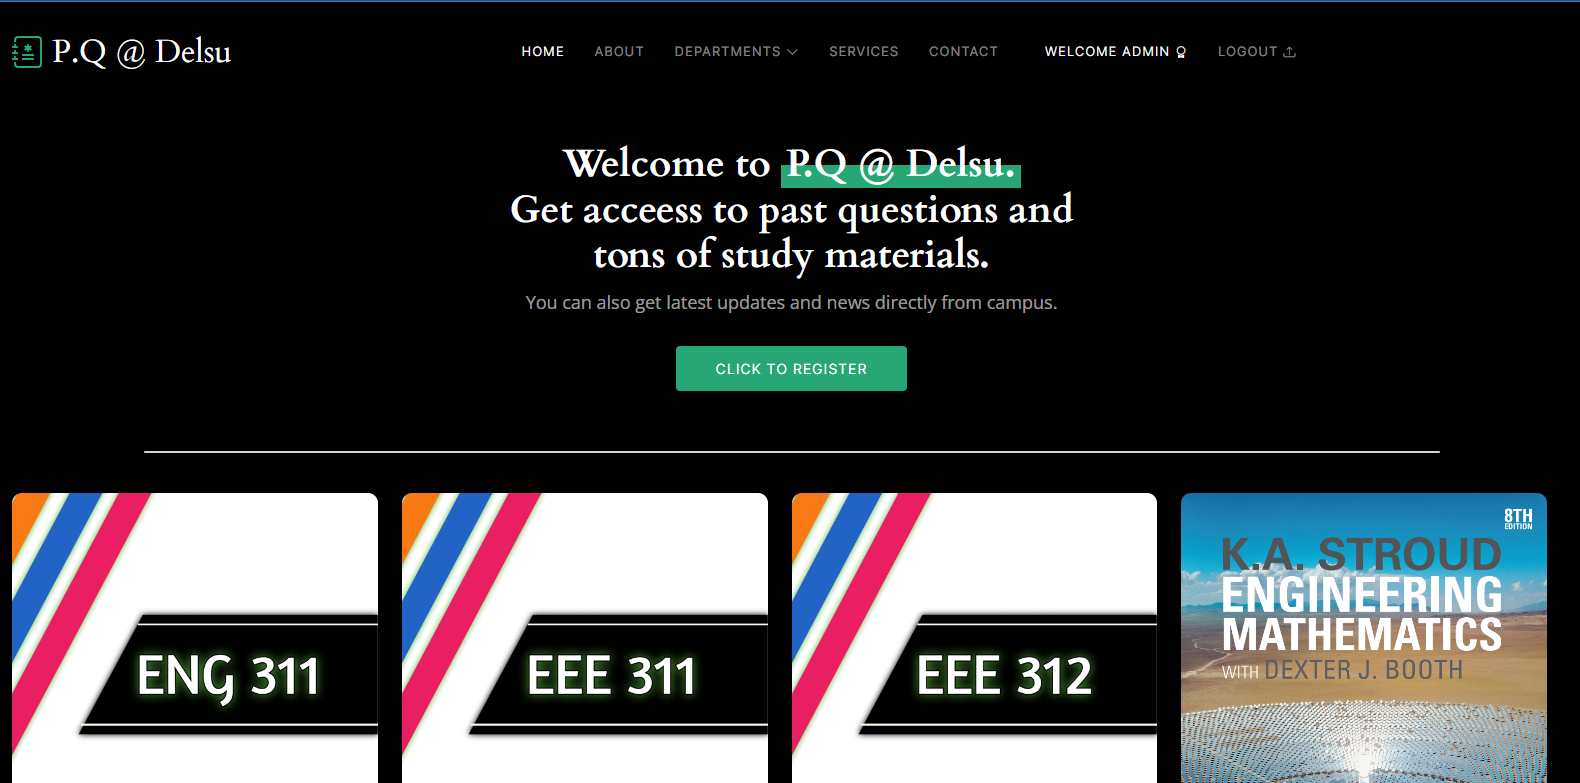 P.Q @ Delsu
HOME ABOUT DEPARTMENTS SERVICES CONTACT WELCOME ADMIN LOGOUT
Welcome to P.Q @ Delsu.
Get acceess to past questions and
tons of study materials.
You can also get latest updates and news directly from campus.
CLICK TO REGISTER
ENG 311
EEE 311
EEE 312
8TH
EDITION
K.A. STROUD
ENGINEERING
MATHEMATICS
WITH DEXTER J. BOOTH